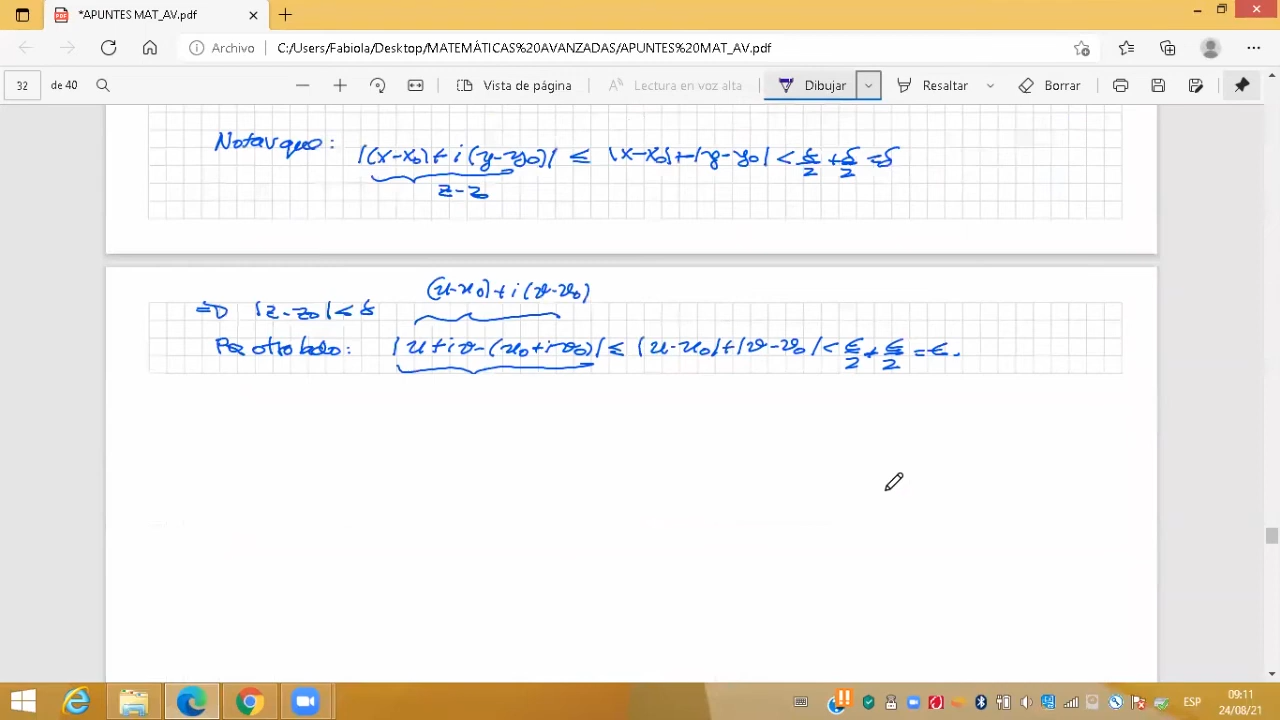 *APUNTES MAT_AV.pdf
Archivo C:/Users/Fabiola/Desktop/MATEMÁTICAS%20AVANZADAS/APUNTES%20MAT_AV.pdf
32 de 40 Vista de página Lectura en voz alta Dibujar Resaltar Borrar
Notar que: |(x-x₀)+i(y-y₀)| ≤ |x-x₀|+|y-y₀| < δ/2 + δ/2 = δ
z-z₀
(u-u₀)+i(v-v₀)
⇒ |z-z₀| < δ
Por otro lado: |u+iv-(u₀+iv₀)| ≤ |u-u₀|+|v-v₀| < ε/2 + ε/2 = ε.
ESP
09:11
24/08/21